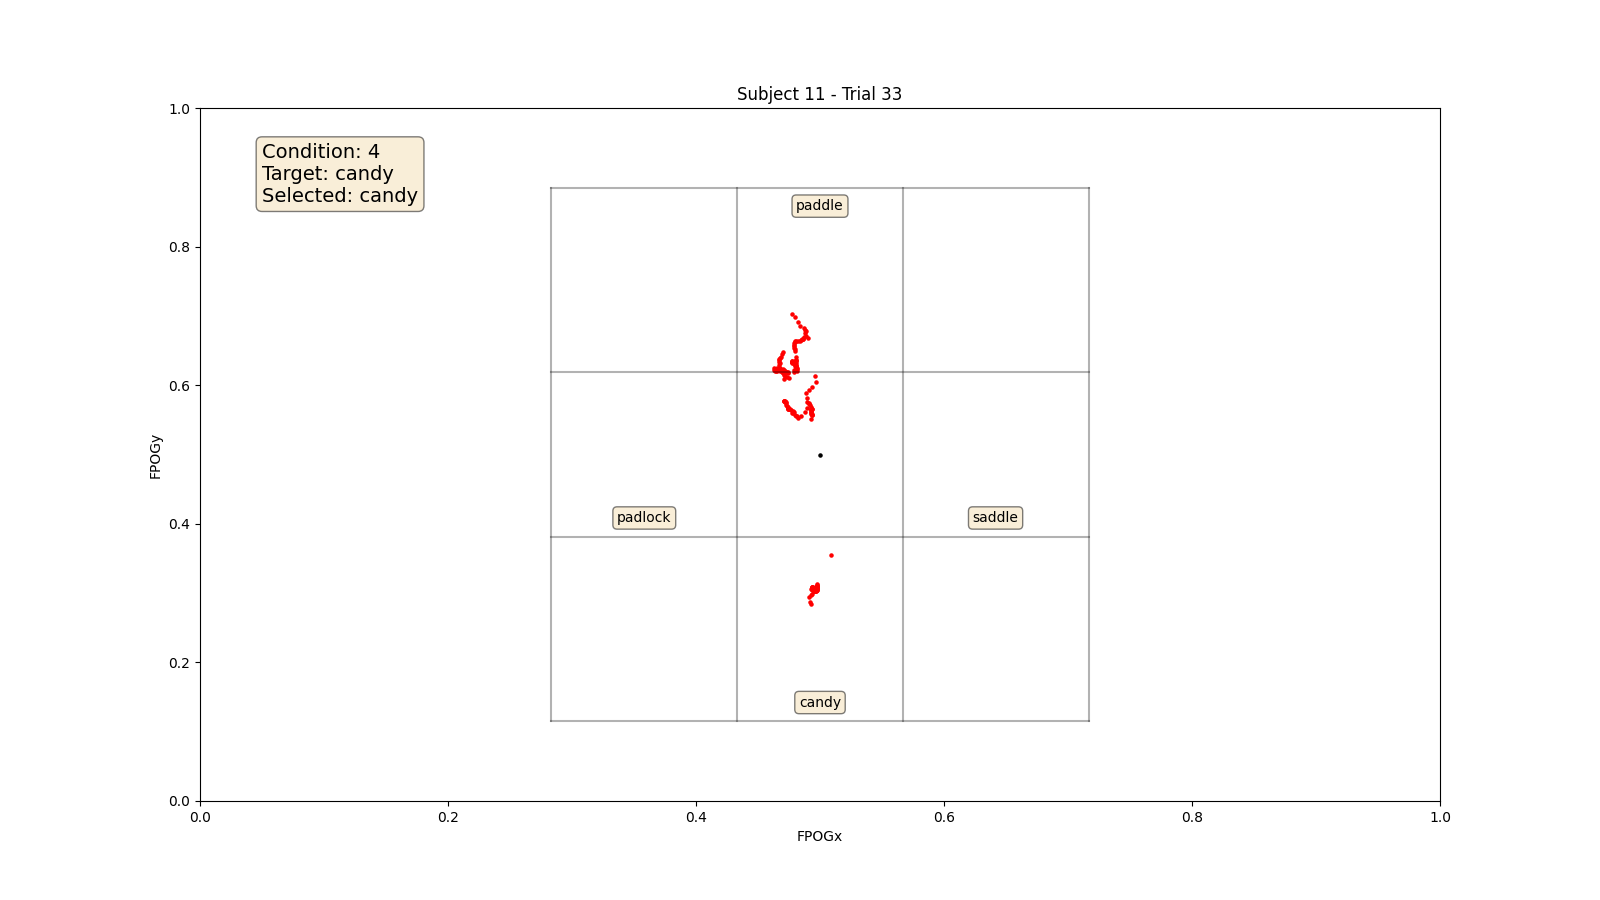 Subject 11 - Trial 33
1.0
Condition: 4
Target: candy
Selected: candy
paddle
0.8
0.6
FPOGy
padlock
saddle
0.4
0.2
candy
0.0
0.0
0.2
0.4
0.6
0.8
1.0
FPOGx